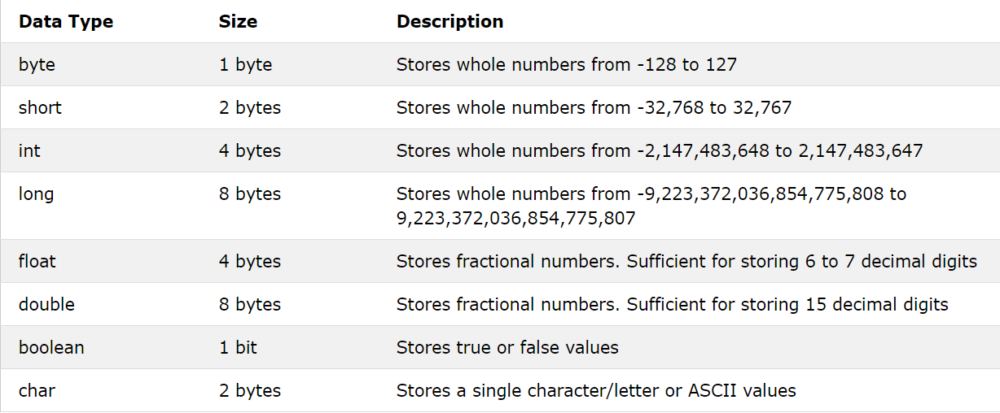 Data Type Size Description
byte 1 byte Stores whole numbers from -128 to 127
short 2 bytes Stores whole numbers from -32,768 to 32,767
int 4 bytes Stores whole numbers from -2,147,483,648 to 2,147,483,647
long 8 bytes Stores whole numbers from -9,223,372,036,854,775,808 to
9,223,372,036,854,775,807
float 4 bytes Stores fractional numbers. Sufficient for storing 6 to 7 decimal digits
double 8 bytes Stores fractional numbers. Sufficient for storing 15 decimal digits
boolean 1 bit Stores true or false values
char 2 bytes Stores a single character/letter or ASCII values